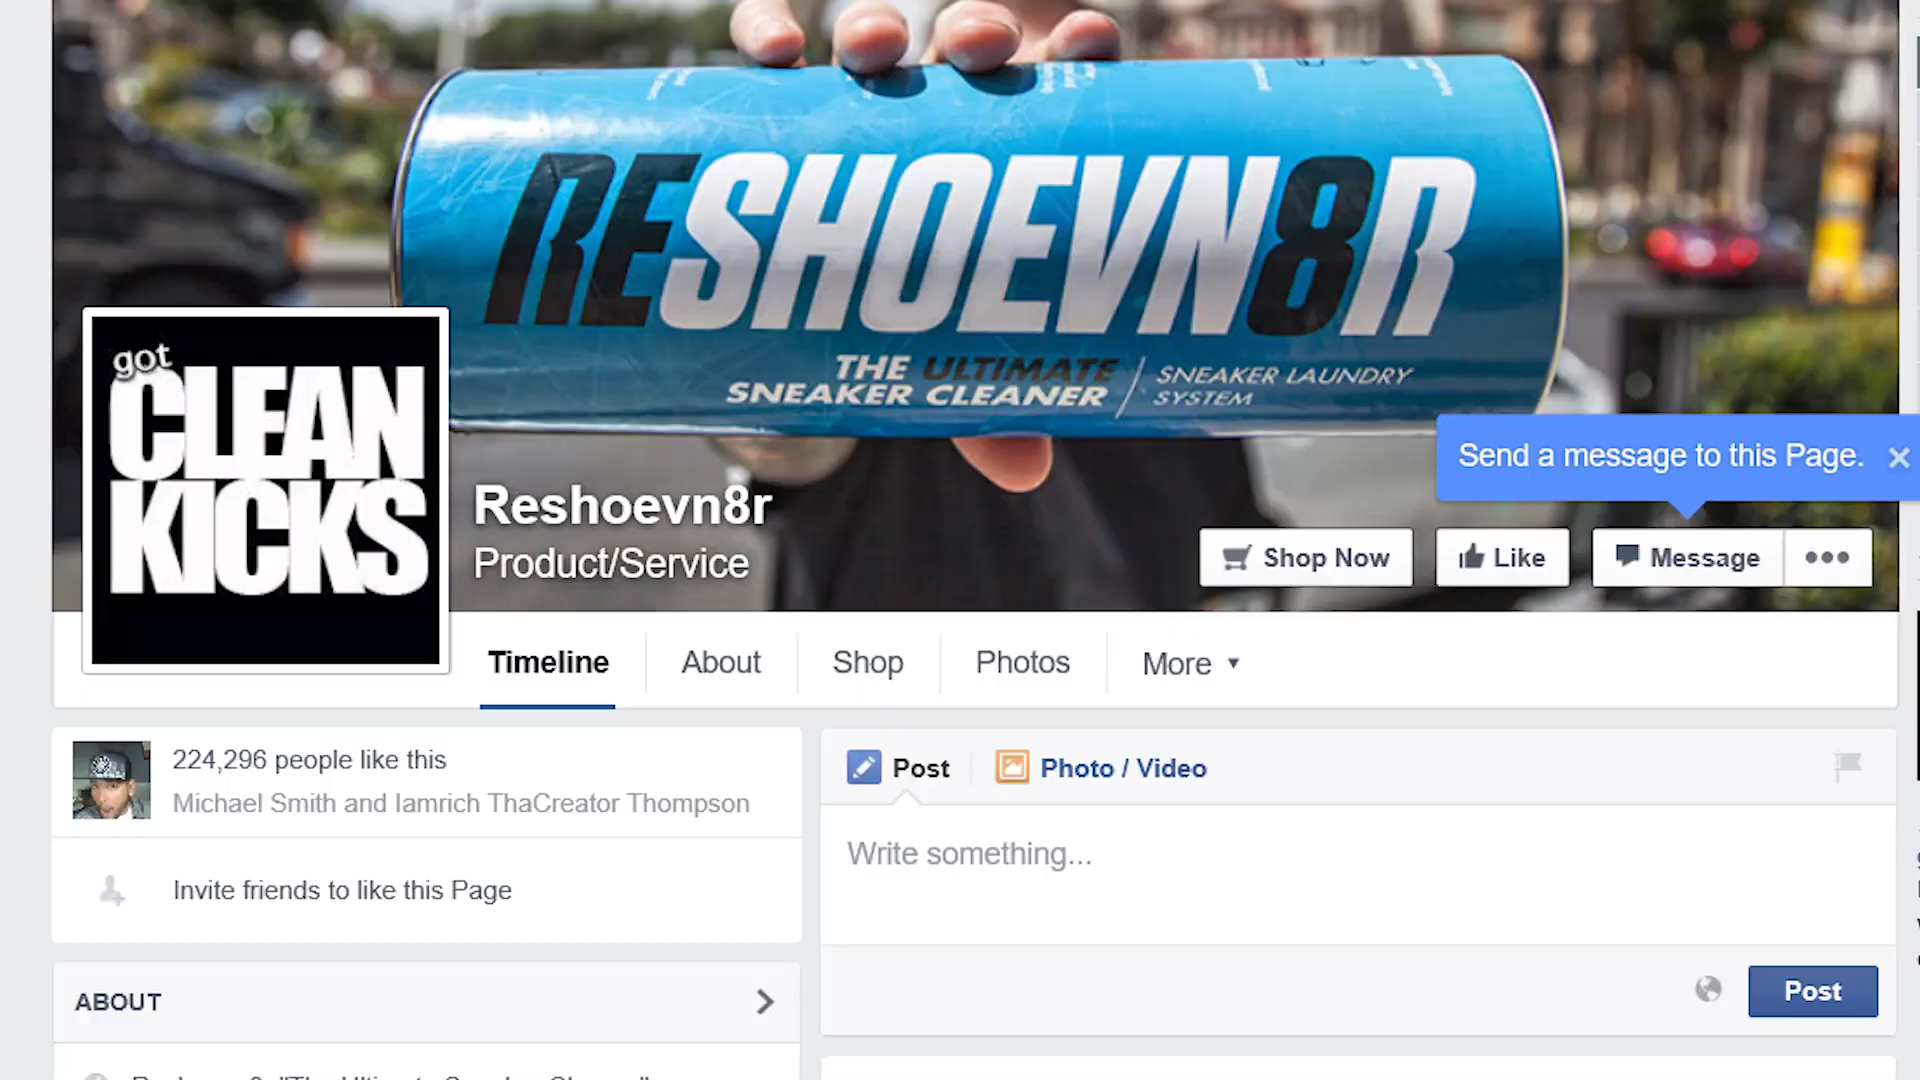 RESHOEVN8R
THE ULTIMATE
SNEAKER CLEANER
SNEAKER LAUNDRY
SYSTEM
got
CLEAN
KICKS
Send a message to this Page.
Reshoevn8r
Product/Service
Shop Now
Like
Message
Timeline
About
Shop
Photos
More
224,296 people like this
Michael Smith and Iamrich ThaCreator Thompson
Invite friends to like this Page
Post
Photo / Video
Write something...
Post
ABOUT